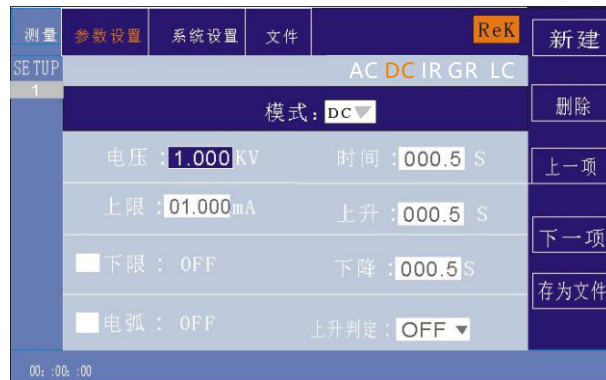 测量 参数设置 系统设置 文件 ReK 新建
SETUP AC DC IR GR LC
1
模式：DC 删除
电压：1.000KV 时间：000.5 S 上一项
上限：01.000mA 上升：000.5 S
下限： OFF 下降：000.5S 下一项
电弧： OFF 上升判定：OFF 存为文件
00：:00：:00